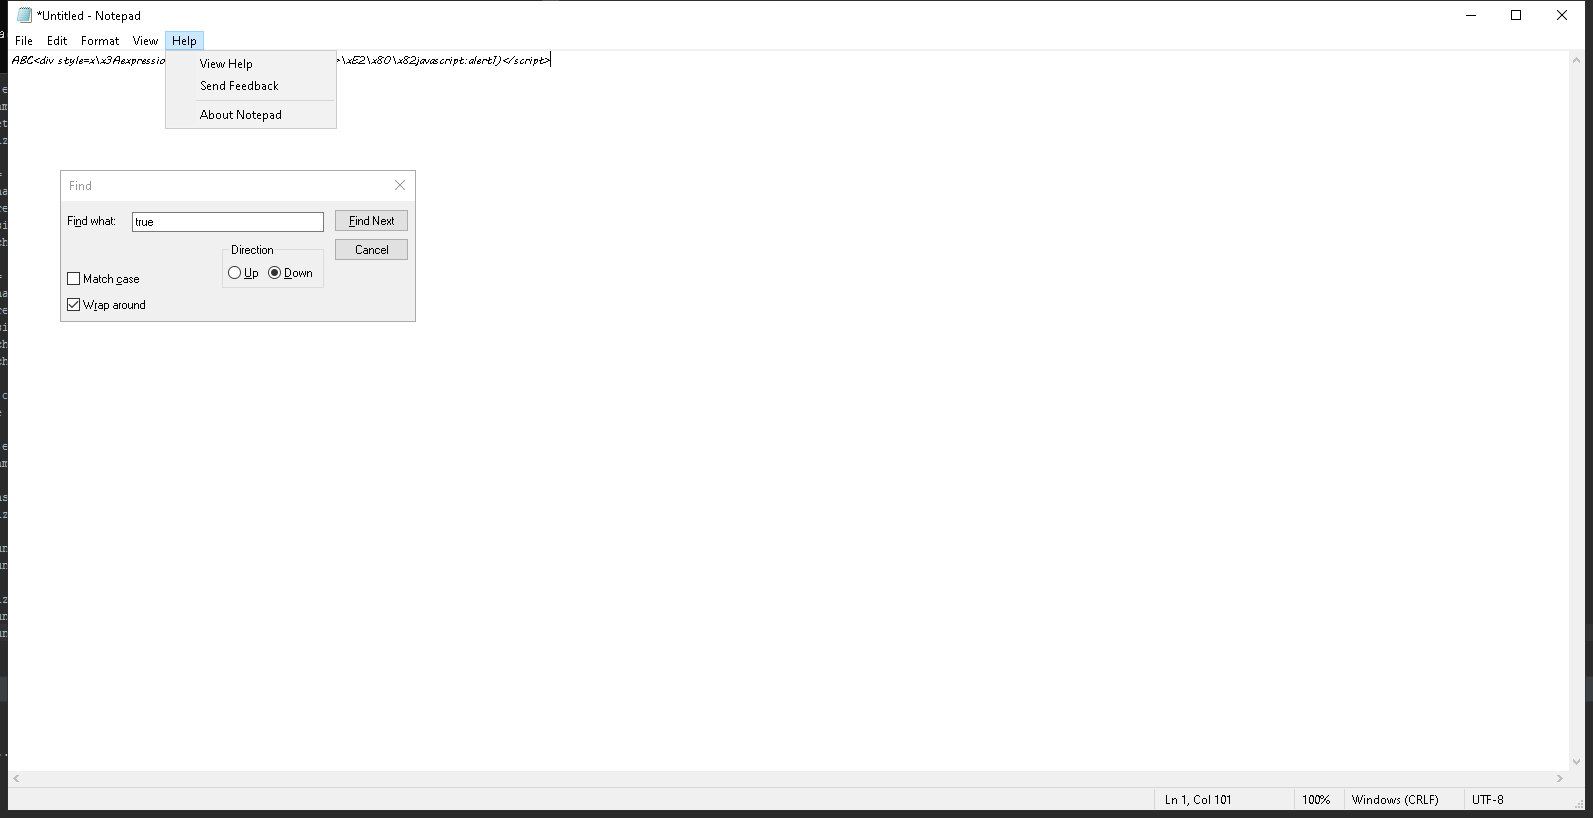 *Untitled - Notepad
File Edit Format View Help
ABC<div style=x\x3Aexpressio >\xE2\x80\x82javascript:alert1)</script>
View Help
Send Feedback
About Notepad
Find
Find what: true Find Next
Direction Cancel
Up Down
Match case
Wrap around
Ln 1, Col 101 100% Windows (CRLF) UTF-8